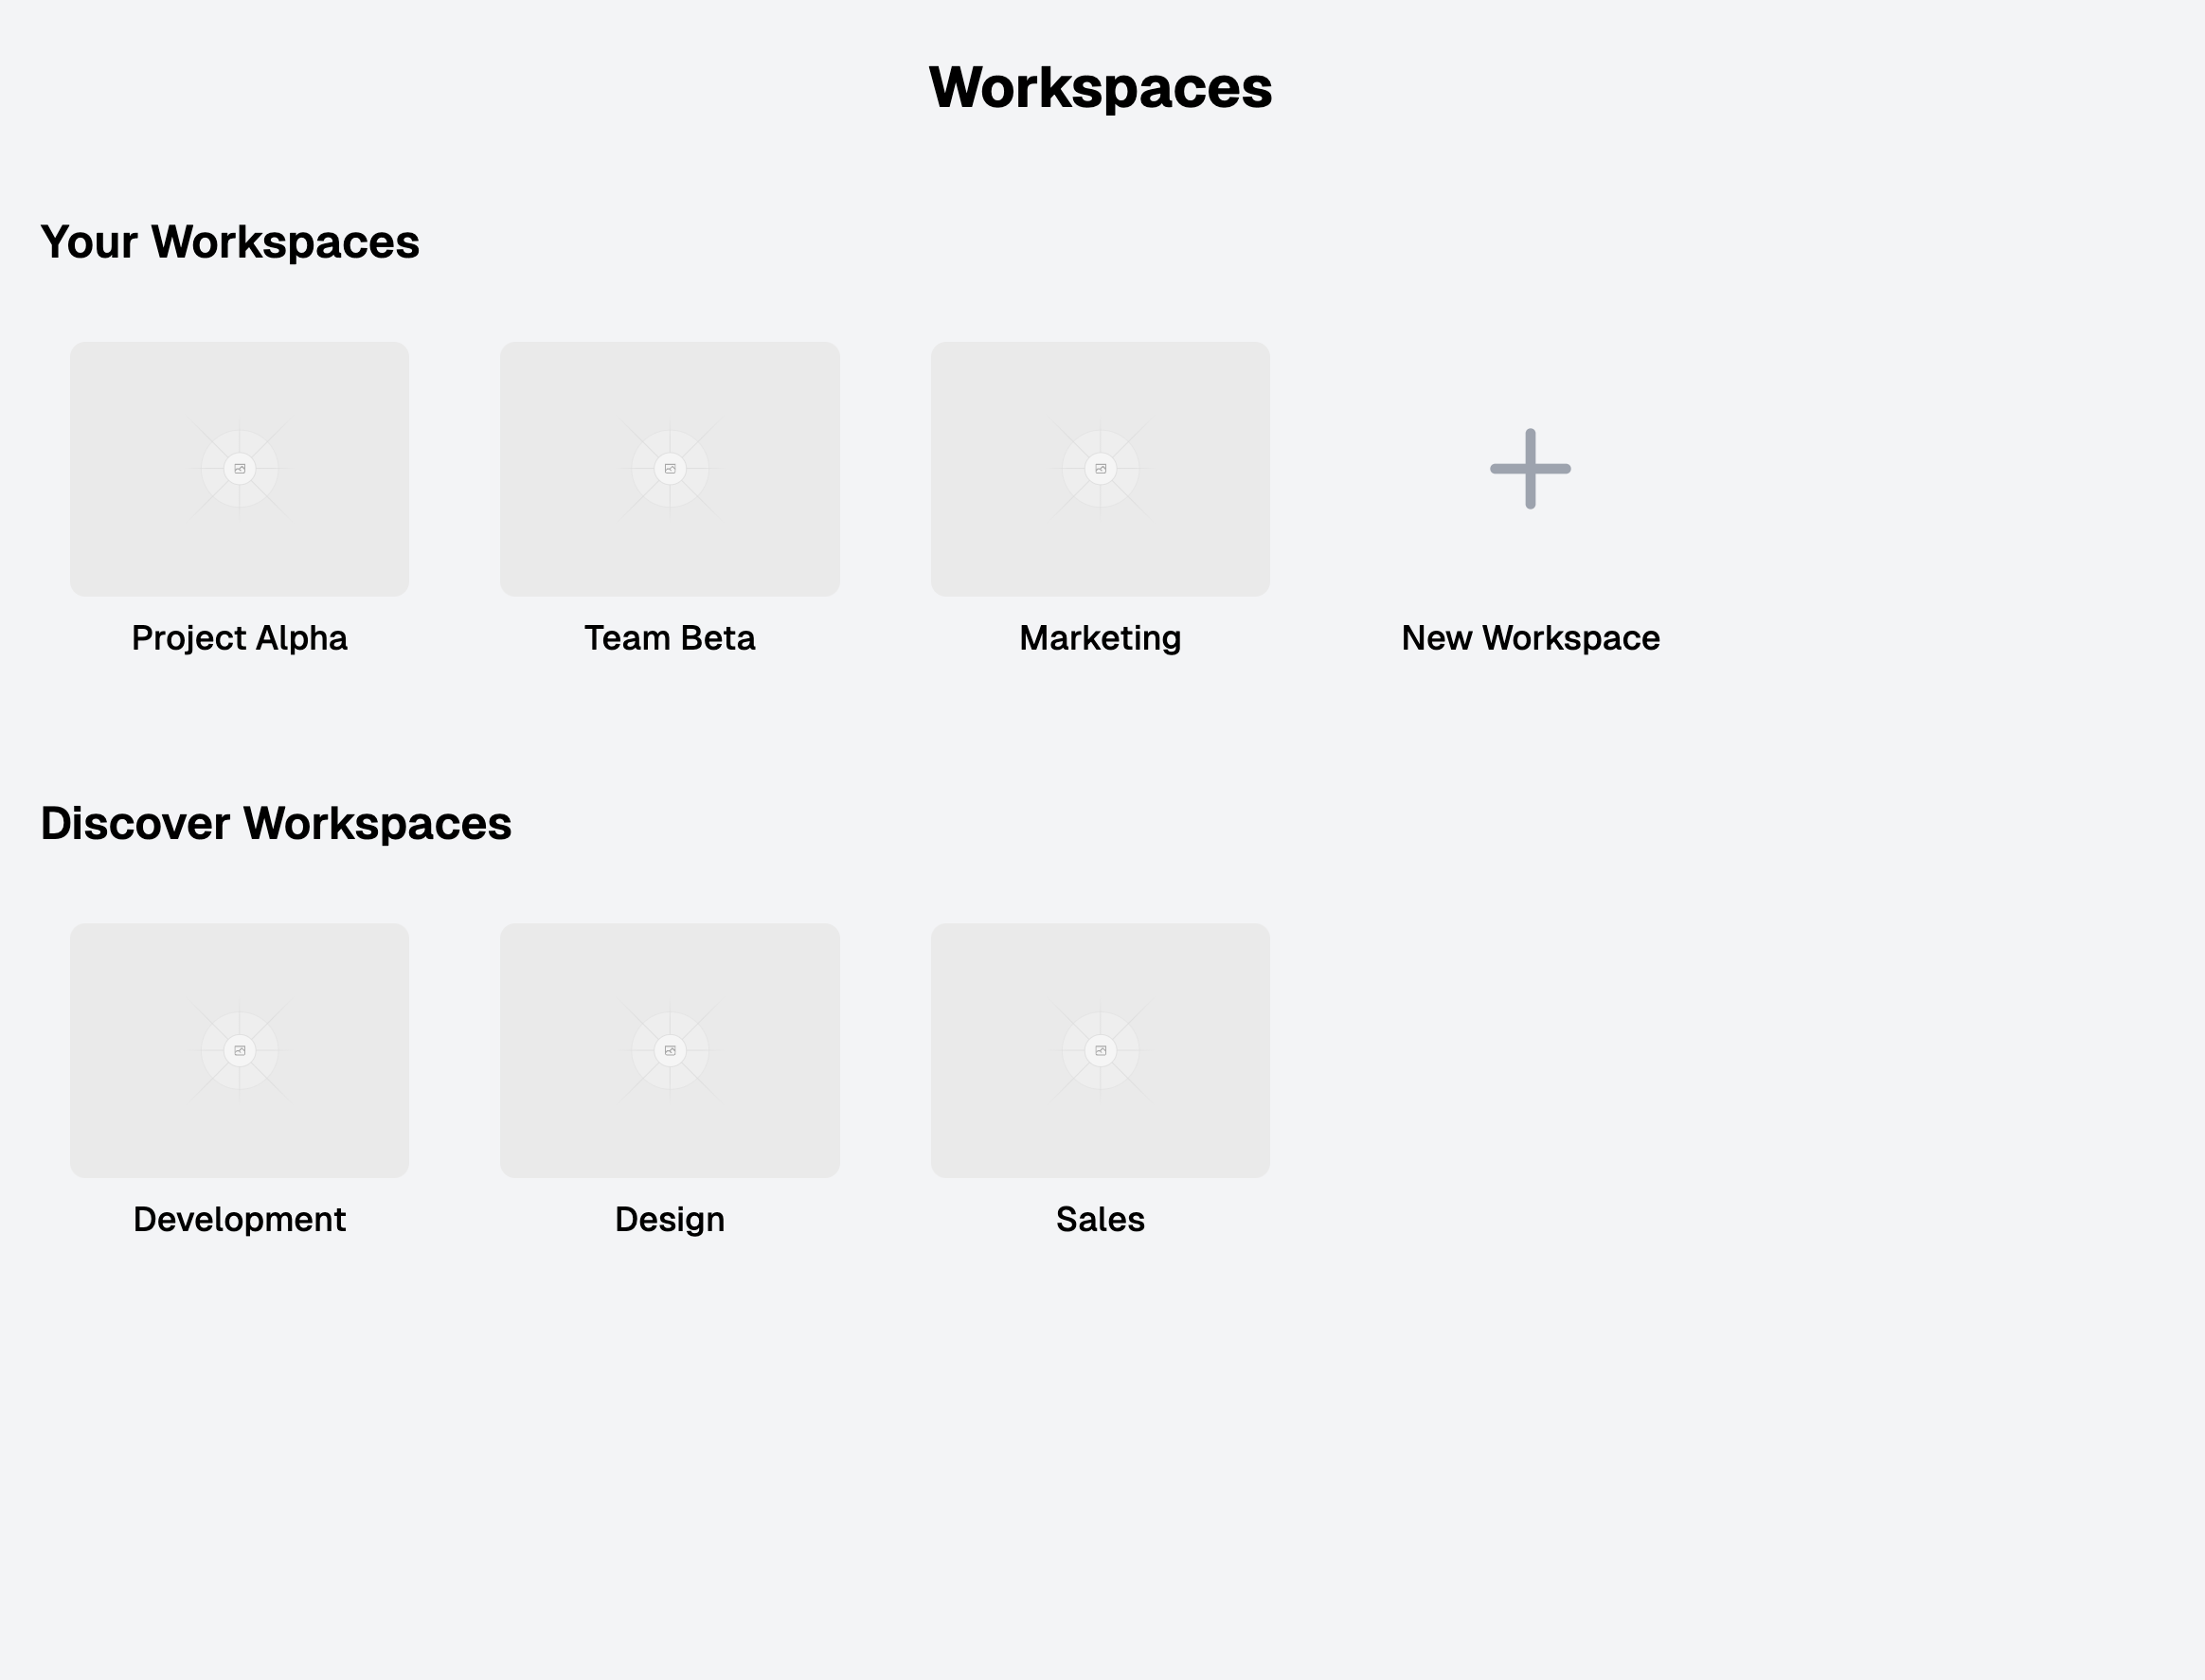 Workspaces
Your Workspaces
Project Alpha
Team Beta
Marketing
New Workspace
Discover Workspaces
Development
Design
Sales